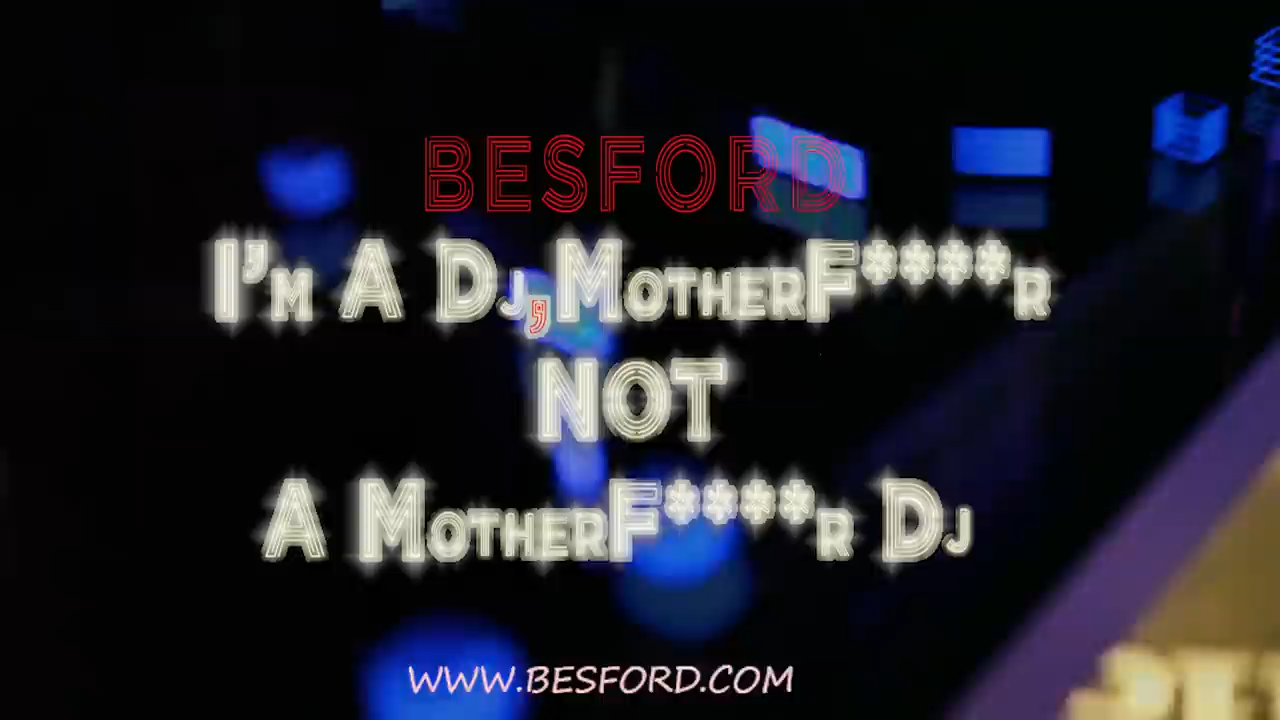 BESFORD
I'm A Dj,MotherF****r
NOT
A MotherF****r Dj
WWW.BESFORD.COM